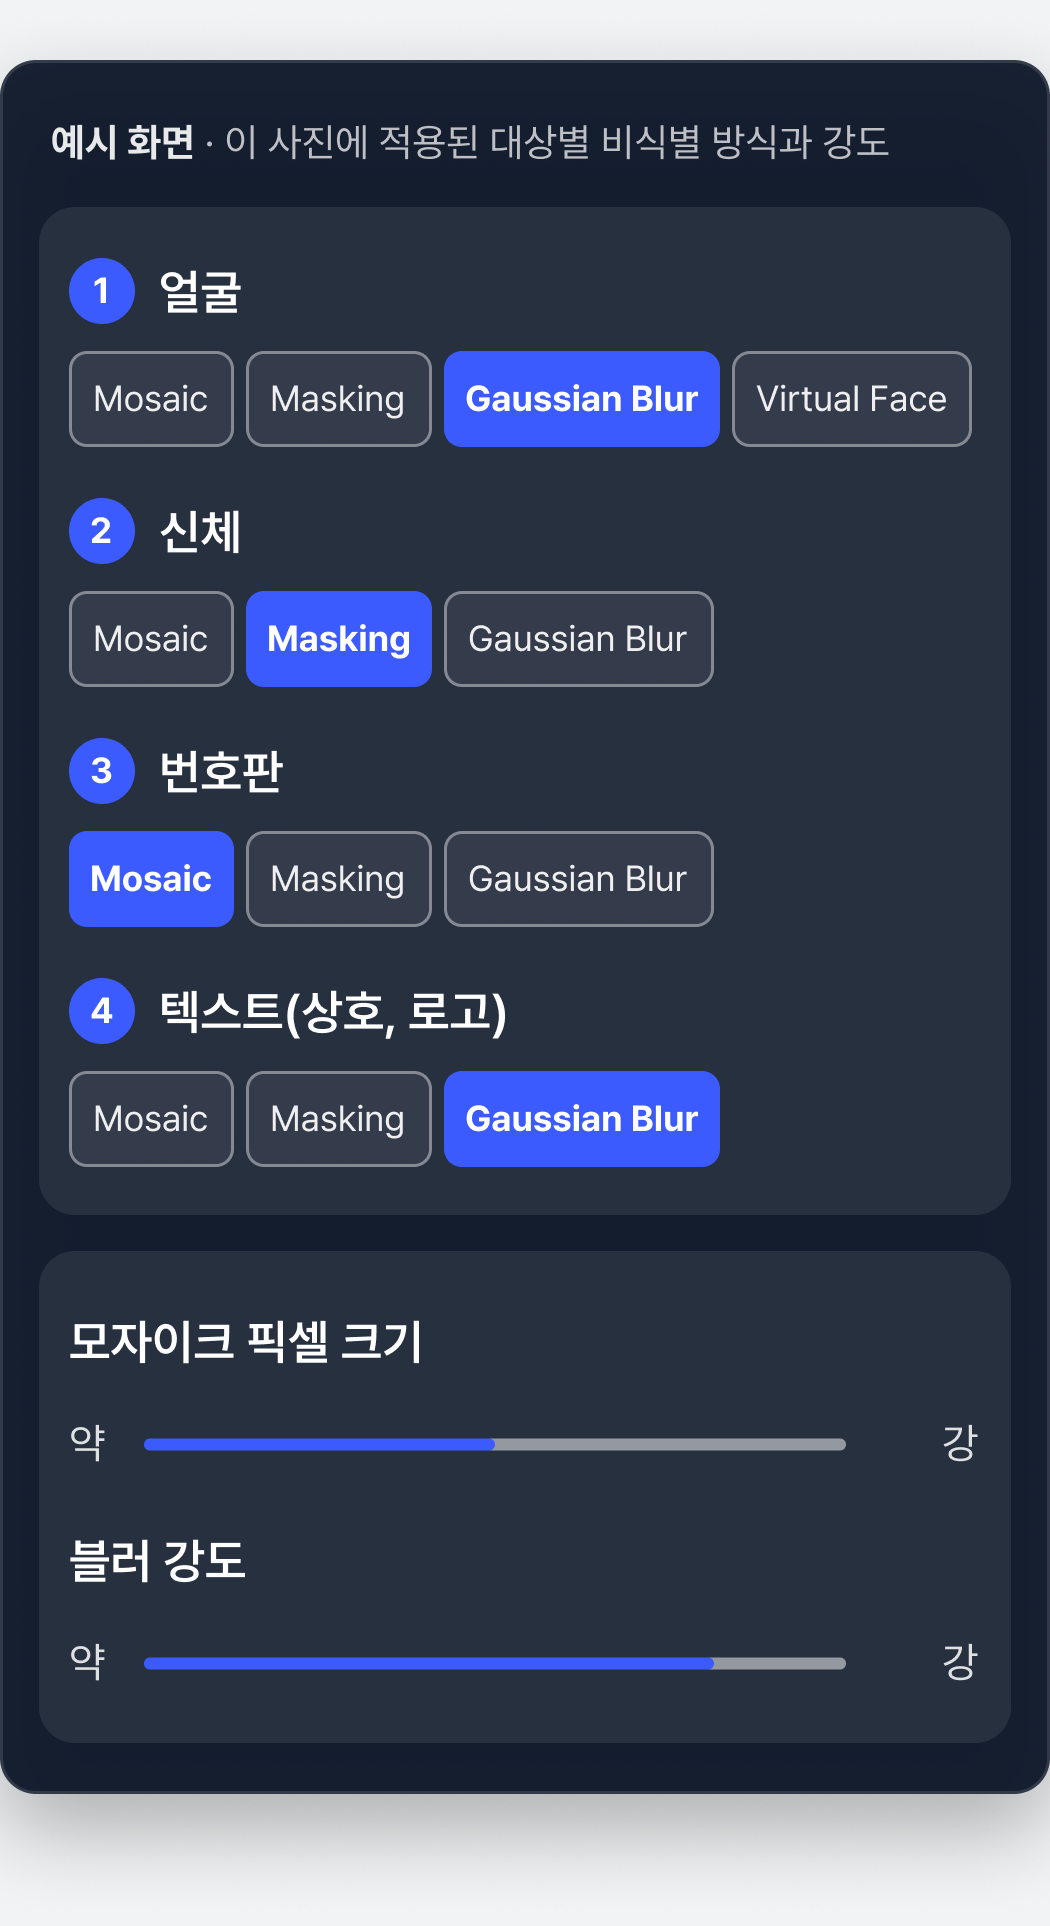 예시 화면 · 이 사진에 적용된 대상별 비식별 방식과 강도
1 얼굴
Mosaic Masking Gaussian Blur Virtual Face
2 신체
Mosaic Masking Gaussian Blur
3 번호판
Mosaic Masking Gaussian Blur
4 텍스트(상호, 로고)
Mosaic Masking Gaussian Blur
모자이크 픽셀 크기
약 강
블러 강도
약 강